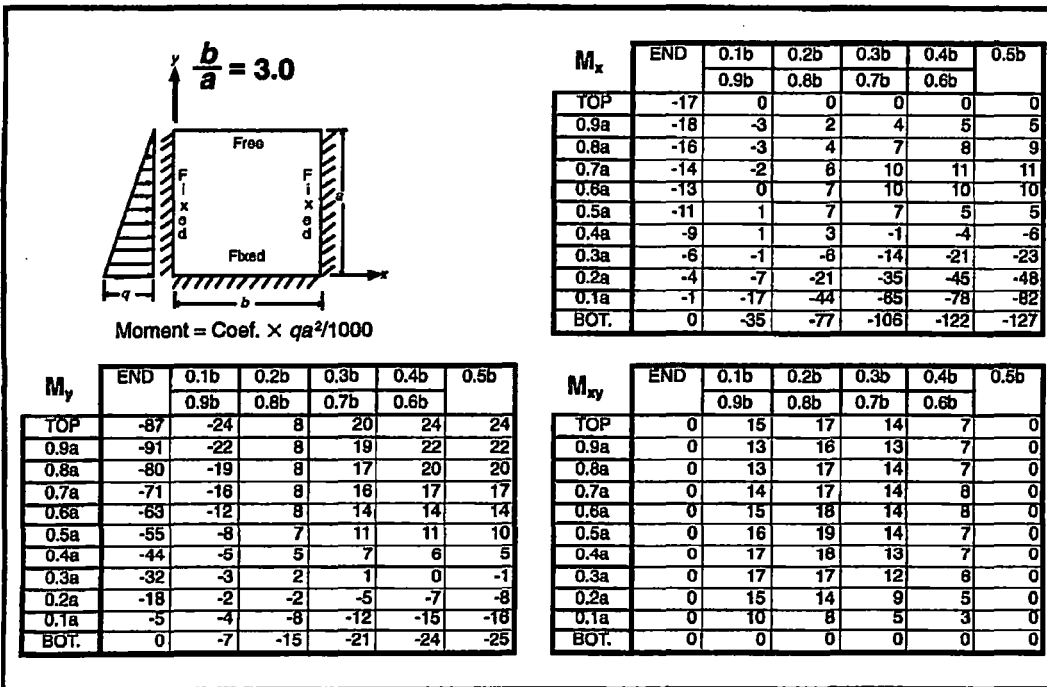 y
b/a = 3.0
Free
Fixed
Fixed
a
Fixed
x
q
b
Moment = Coef. × qa²/1000
Mx END 0.1b 0.2b 0.3b 0.4b 0.5b
0.9b 0.8b 0.7b 0.6b
TOP -17 0 0 0 0 0
0.9a -18 -3 2 4 5 5
0.8a -16 -3 4 7 8 9
0.7a -14 -2 6 10 11 11
0.6a -13 0 7 10 10 10
0.5a -11 1 7 7 5 5
0.4a -9 1 3 -1 -4 -6
0.3a -6 -1 -6 -14 -21 -23
0.2a -4 -7 -21 -35 -45 -48
0.1a -1 -17 -44 -65 -78 -82
BOT. 0 -35 -77 -106 -122 -127
My END 0.1b 0.2b 0.3b 0.4b 0.5b
0.9b 0.8b 0.7b 0.6b
TOP -87 -24 8 20 24 24
0.9a -91 -22 8 19 22 22
0.8a -80 -19 8 17 20 20
0.7a -71 -16 8 16 17 17
0.6a -63 -12 8 14 14 14
0.5a -55 -8 7 11 11 10
0.4a -44 -5 5 7 6 5
0.3a -32 -3 2 1 0 -1
0.2a -18 -2 -2 -5 -7 -8
0.1a -5 -4 -8 -12 -15 -16
BOT. 0 -7 -15 -21 -24 -25
Mxy END 0.1b 0.2b 0.3b 0.4b 0.5b
0.9b 0.8b 0.7b 0.6b
TOP 0 15 17 14 7 0
0.9a 0 13 16 13 7 0
0.8a 0 13 17 14 7 0
0.7a 0 14 17 14 8 0
0.6a 0 15 18 14 8 0
0.5a 0 16 19 14 7 0
0.4a 0 17 18 13 7 0
0.3a 0 17 17 12 6 0
0.2a 0 15 14 9 5 0
0.1a 0 10 8 5 3 0
BOT. 0 0 0 0 0 0